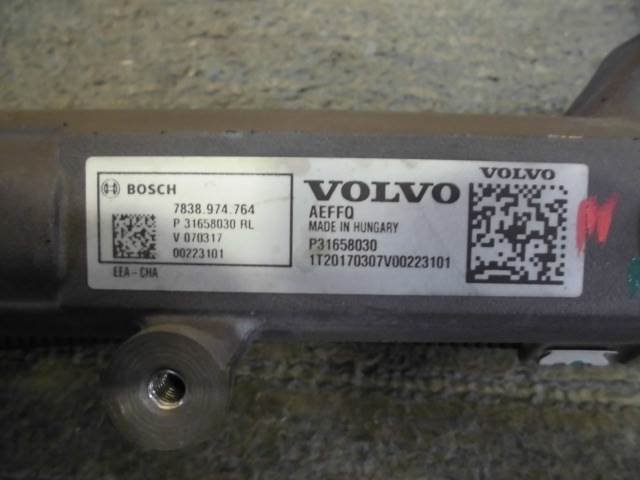 BOSCH
7838.974.764
P 31658030 RL
V 070317
00223101
EEA-CHA
VOLVO
AEFFQ
MADE IN HUNGARY
P31658030
1T20170307V00223101
VOLVO